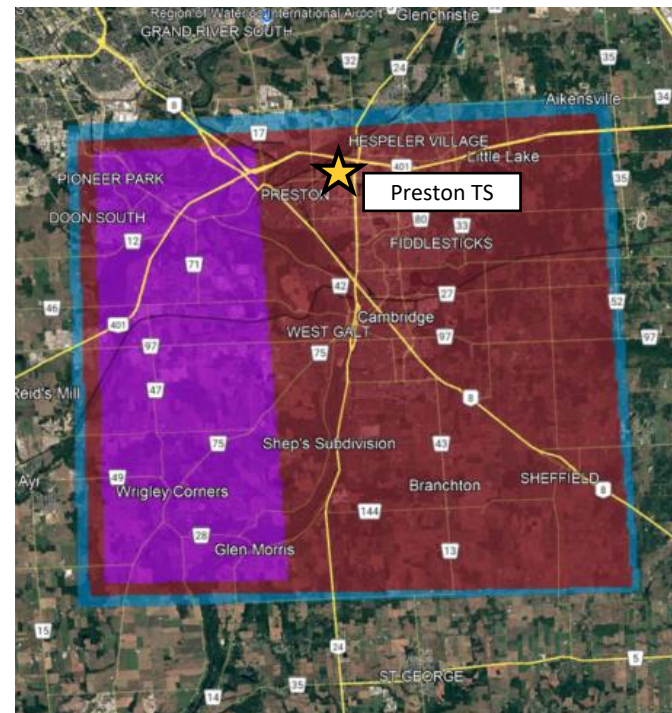 Region of Waterloo International Airport
Glenchristie
GRAND RIVER SOUTH
32
24
35
8
34
Aikensville
17
HESPELER VILLAGE
Little Lake
401
PIONEER PARK
PRESTON
Preston TS
35
DOON SOUTH
12
80
33
FIDDLESTICKS
71
42
27
46
52
401
Cambridge
WEST GALT
97
97
97
75
Reid's Mill
47
8
75
Shep's Subdivision
43
49
Ayr
Wrigley Corners
Branchton
SHEFFIELD
8
144
28
Glen Morris
13
15
24
5
ST GEORGE
35
14